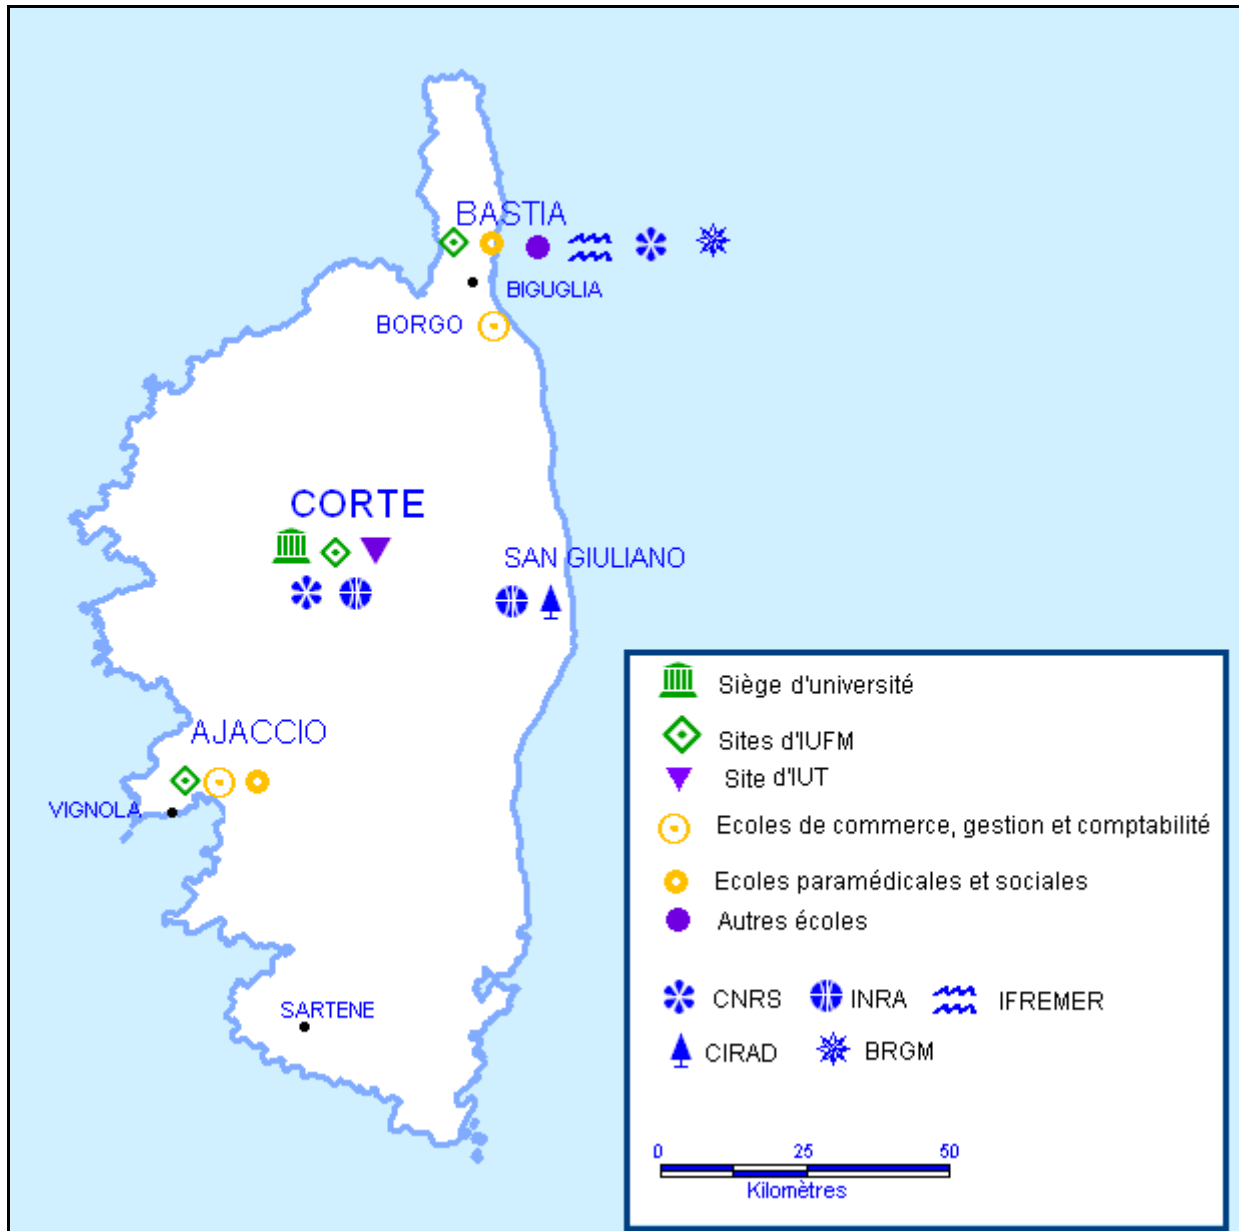 BASTIA
BIGUGLIA
BORGO
CORTE
SAN GIULIANO
AJACCIO
VIGNOLA
SARTENE
Siège d'université
Sites d'IUFM
Site d'IUT
Ecoles de commerce, gestion et comptabilité
Ecoles paramédicales et sociales
Autres écoles
CNRS INRA IFREMER
CIRAD BRGM
0 25 50
Kilomètres